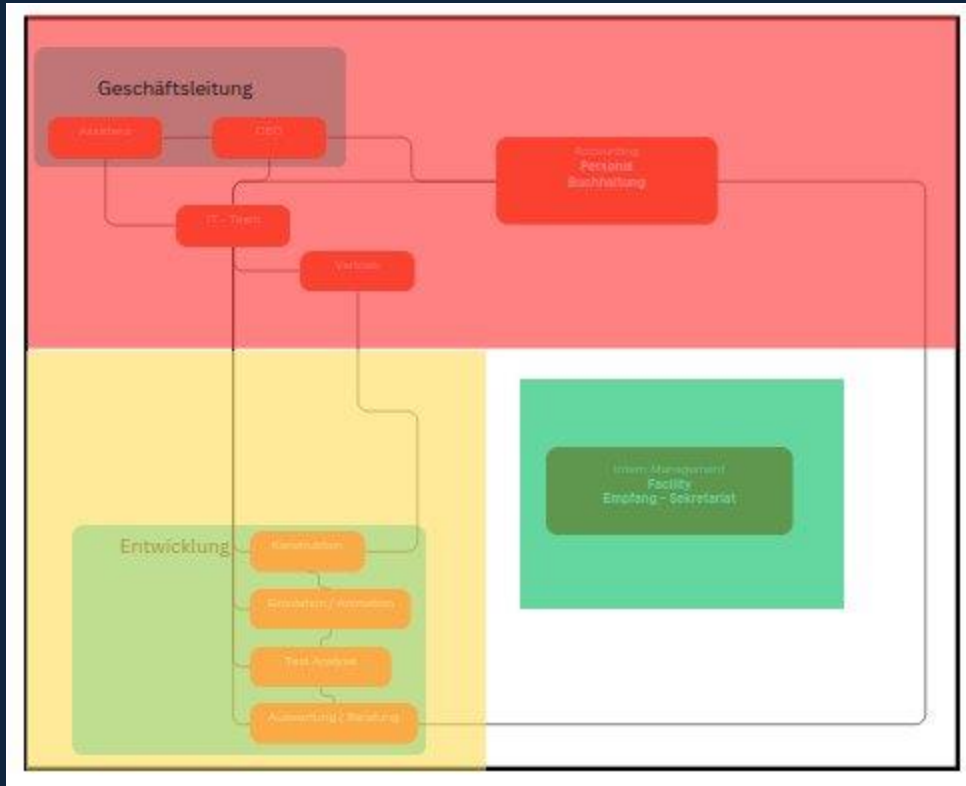 Geschäftsleitung
Assistenz
CEO
Accounting
Personal
Buchhaltung
IT - Team
Vertrieb
Intern Management
Facility
Empfang - Sekretariat
Entwicklung
Konstruktion
Simulation / Animation
Test Analyse
Auswertung / Beratung